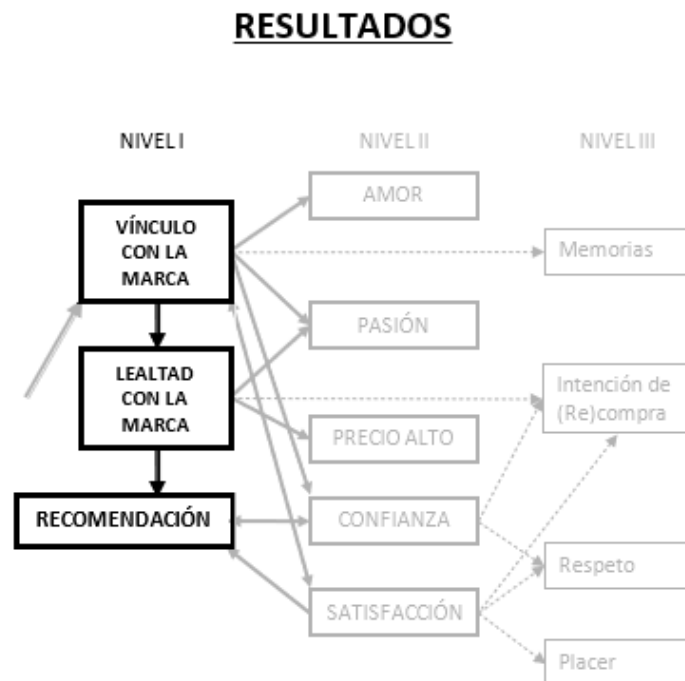 RESULTADOS
NIVEL I
NIVEL II
NIVEL III
VÍNCULO
CON LA
MARCA
AMOR
Memorias
PASIÓN
LEALTAD
CON LA
MARCA
Intención de
(Re)compra
PRECIO ALTO
RECOMENDACIÓN
CONFIANZA
Respeto
SATISFACCIÓN
Placer